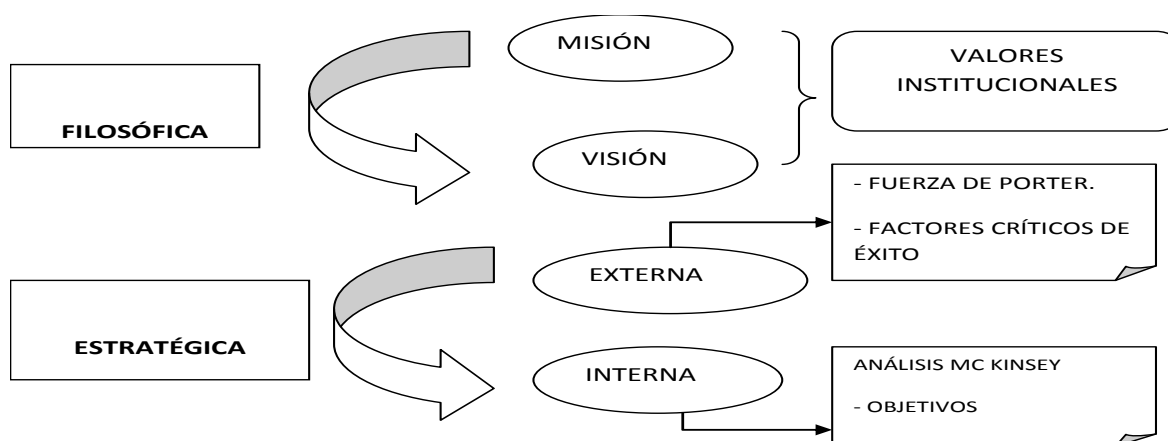 MISIÓN
VALORES
INSTITUCIONALES
FILOSÓFICA
VISIÓN
- FUERZA DE PORTER.
- FACTORES CRÍTICOS DE
ÉXITO
EXTERNA
ESTRATÉGICA
INTERNA
ANÁLISIS MC KINSEY
- OBJETIVOS